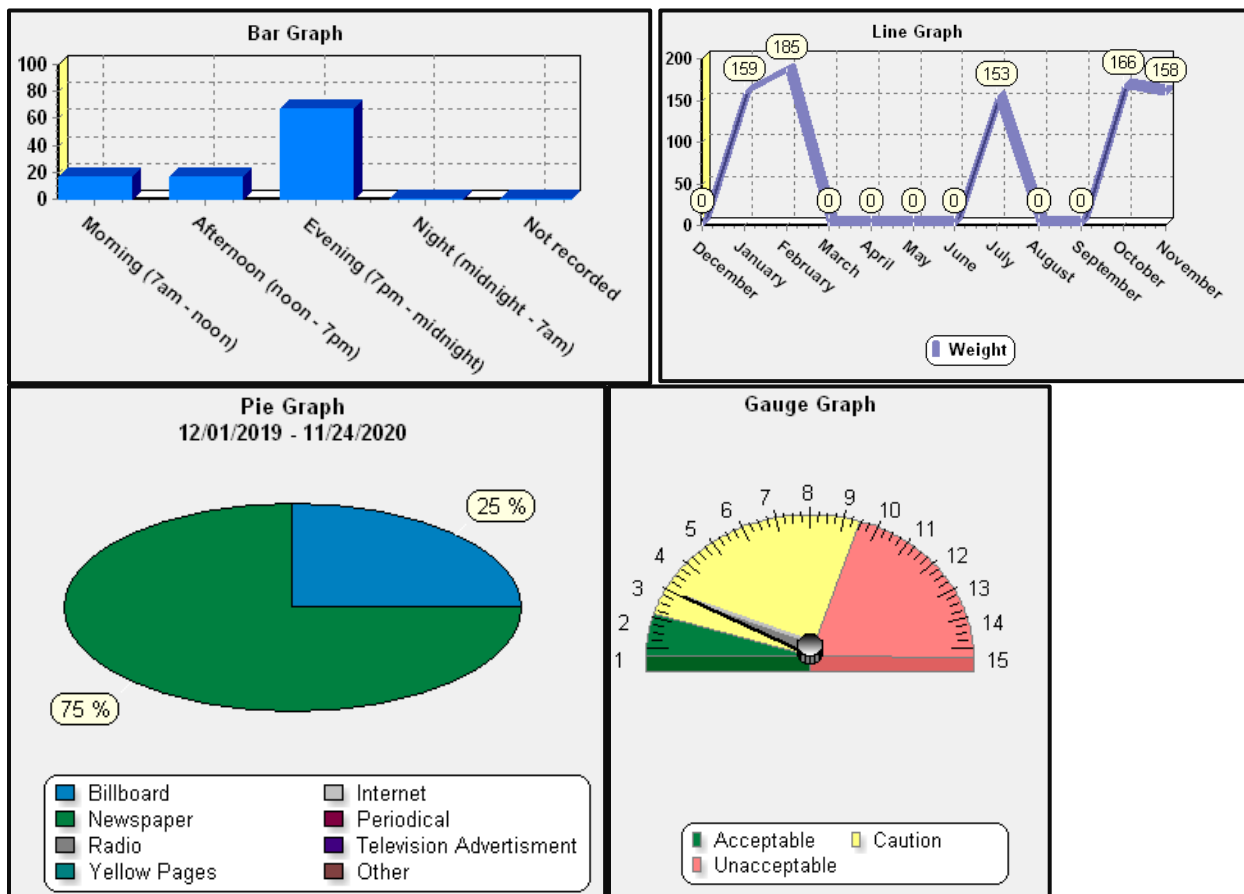 Bar Graph
100
80
60
40
20
0
Morning (7am - noon)
Afternoon (noon - 7pm)
Evening (7pm - midnight)
Night (midnight - 7am)
Not recorded
Line Graph
200
150
100
50
0
0
159
185
0
0
0
0
153
0
0
166
158
December
January
February
March
April
May
June
July
August
September
October
November
Weight
Pie Graph
12/01/2019 - 11/24/2020
25 %
75 %
Billboard
Internet
Newspaper
Periodical
Radio
Television Advertisment
Yellow Pages
Other
Gauge Graph
1
2
3
4
5
6
7
8
9
10
11
12
13
14
15
Acceptable
Caution
Unacceptable